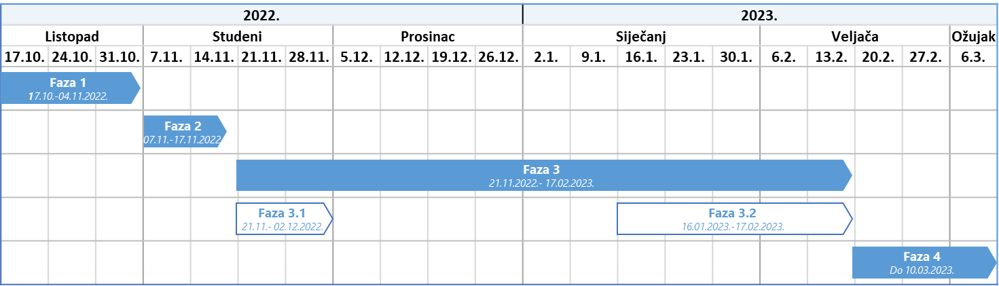 2022. 2023.
Listopad Studeni Prosinac Siječanj Veljača Ožujak
17.10. 24.10. 31.10. 7.11. 14.11. 21.11. 28.11. 5.12. 12.12. 19.12. 26.12. 2.1. 9.1. 16.1. 23.1. 30.1. 6.2. 13.2. 20.2. 27.2. 6.3.
Faza 1
17.10.-04.11.2022.
Faza 2
07.11.-17.11.2022
Faza 3
21.11.2022.- 17.02.2023.
Faza 3.1
21.11.- 02.12.2022.
Faza 3.2
16.01.2023.-17.02.2023.
Faza 4
Do 10.03.2023.